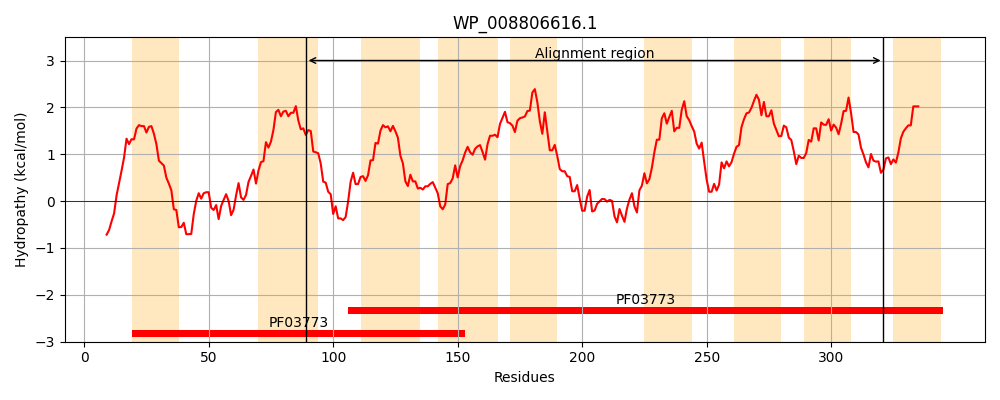 WP_008806616.1
Alignment region
PF03773
PF03773
3
2
1
0
−1
−2
−3
0 50 100 150 200 250 300
Hydropathy (kcal/mol)
Residues